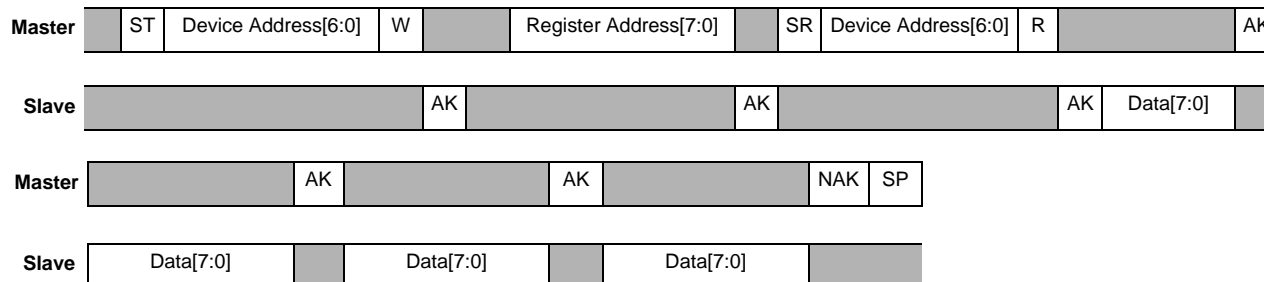 Master ST Device Address[6:0] W Register Address[7:0] SR Device Address[6:0] R AK
Slave AK AK AK Data[7:0]
Master AK AK NAK SP
Slave Data[7:0] Data[7:0] Data[7:0]